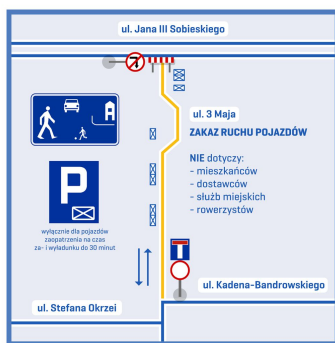 ul. Jana III Sobieskiego
ul. 3 Maja
ZAKAZ RUCHU POJAZDÓW
NIE dotyczy:
- mieszkańców
- dostawców
- służb miejskich
- rowerzystów
P
wyłącznie dla pojazdów
zaopatrzenia na czas
za- i wyładunku do 30 minut
ul. Kadena-Bandrowskiego
ul. Stefana Okrzei